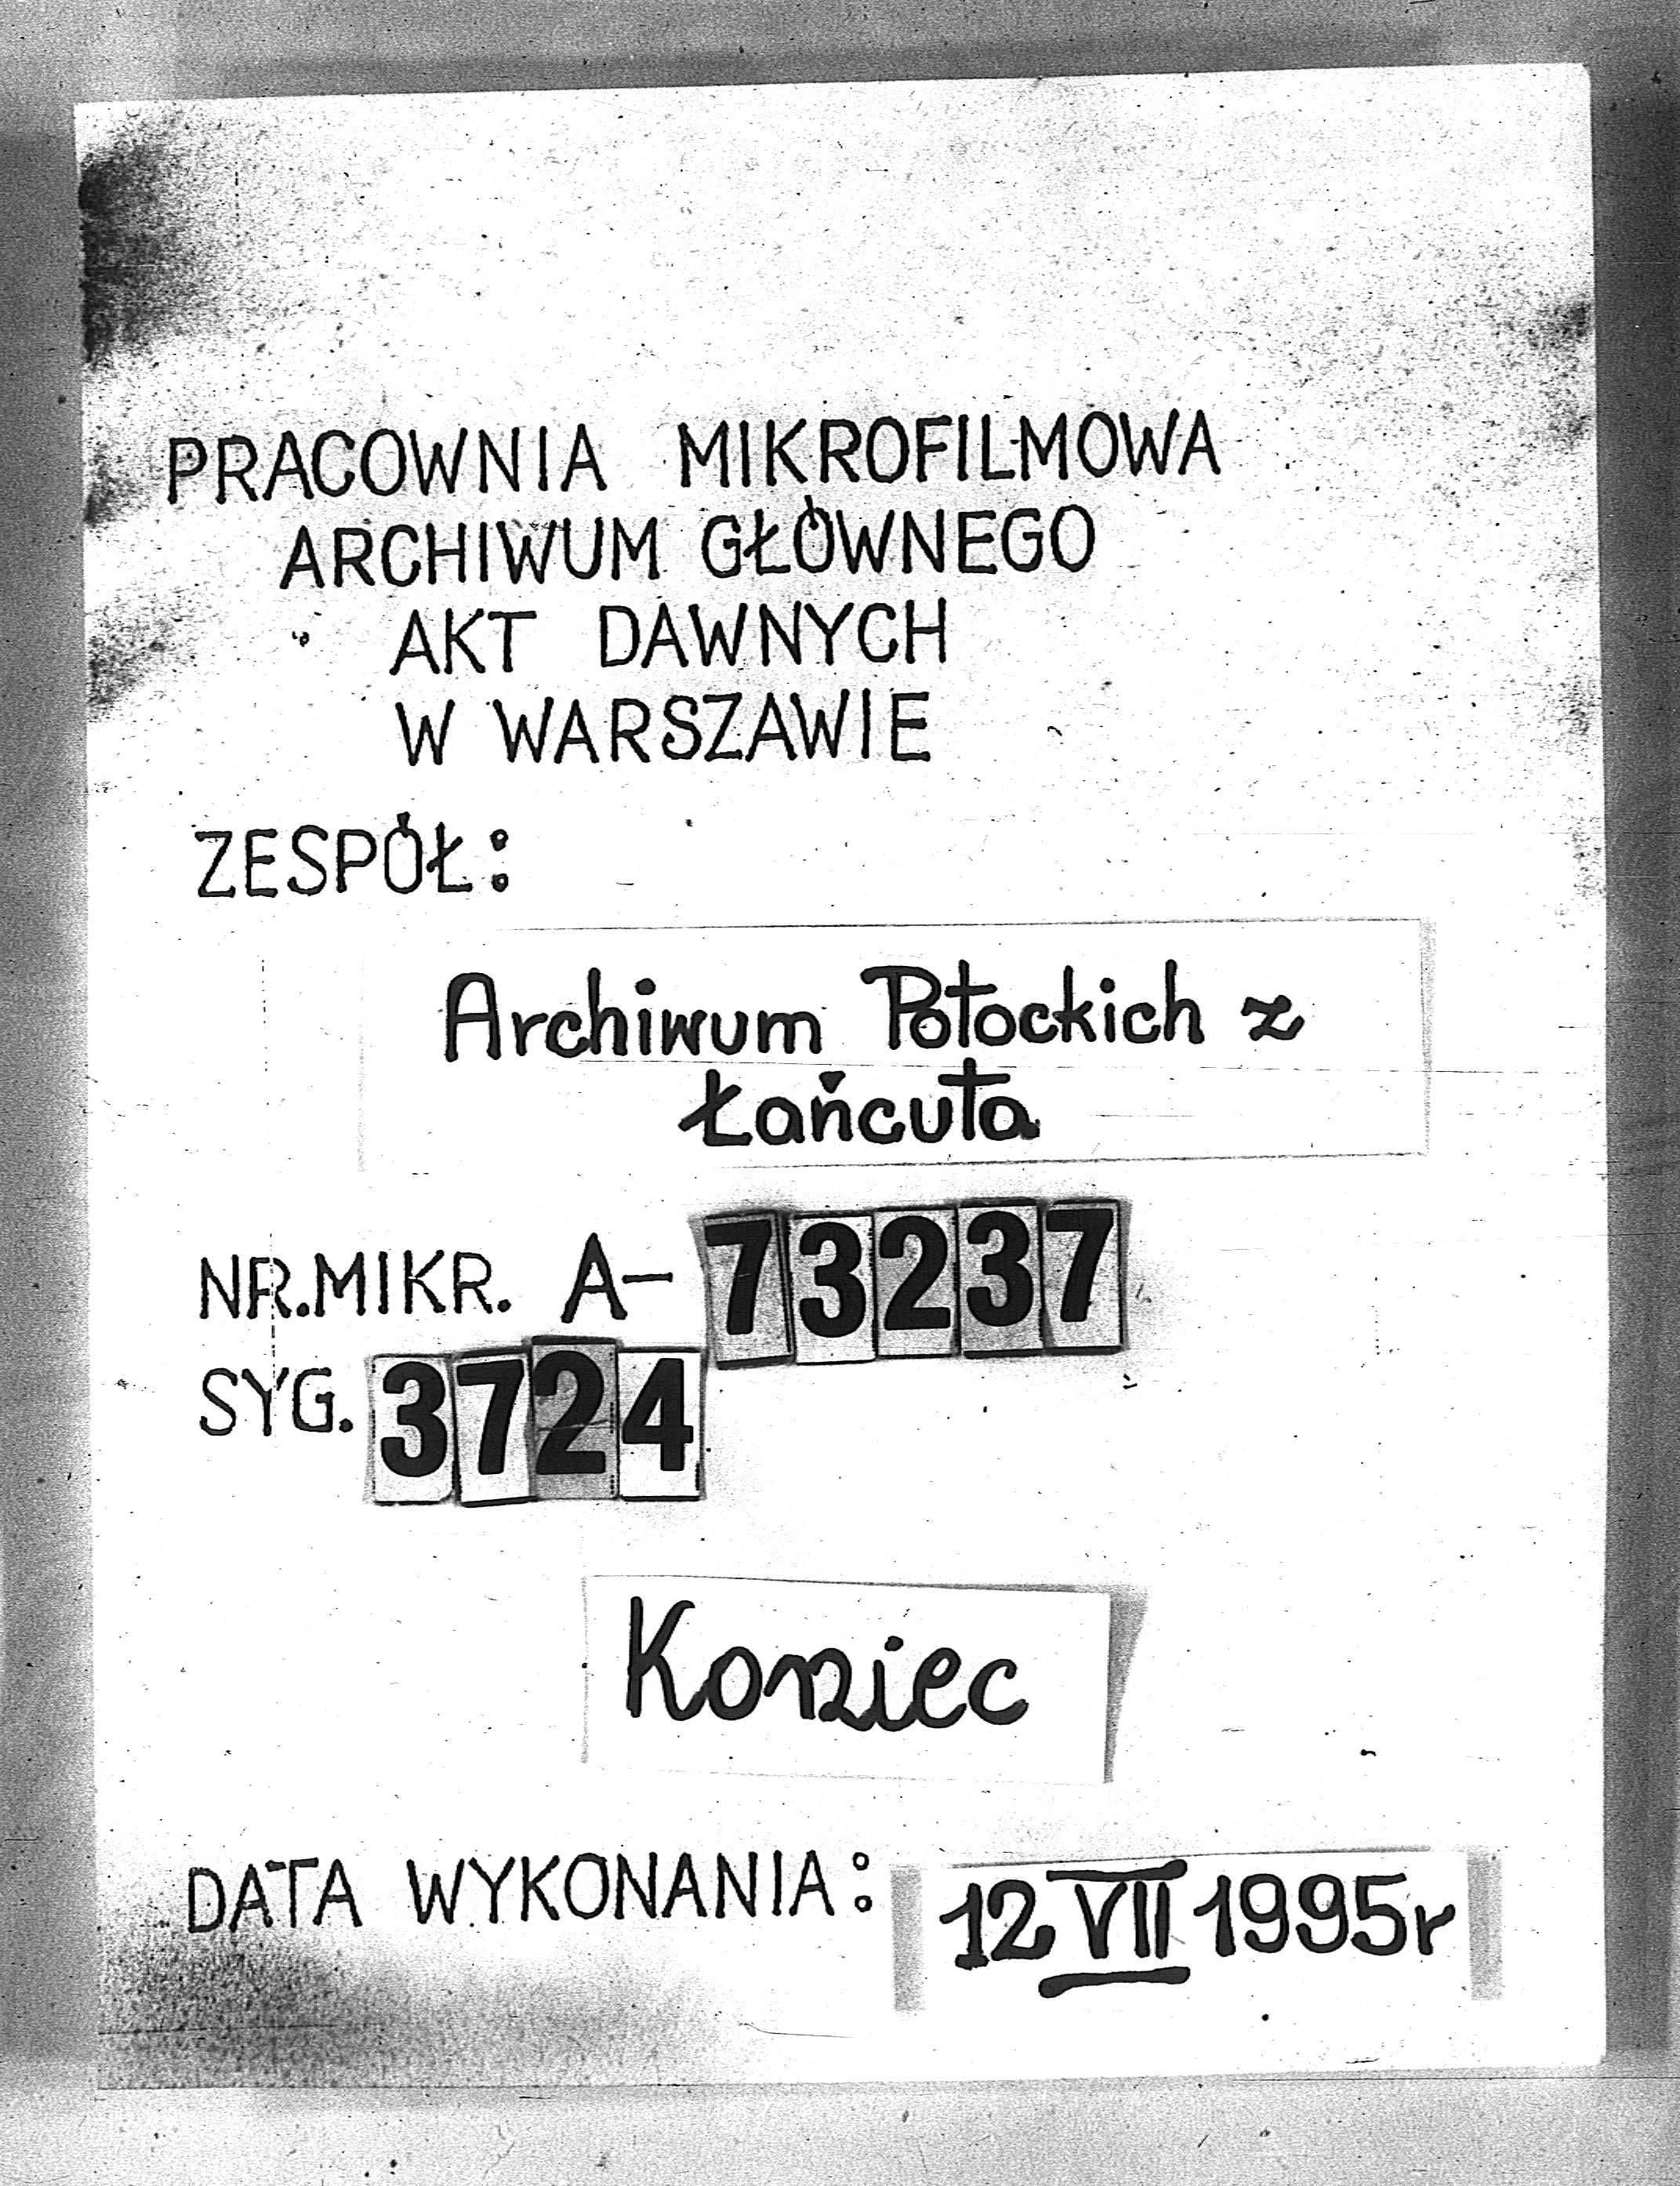 PRACOWNIA MIKROFILMOWA
ARCHIWUM GŁÓWNEGO
AKT DAWNYCH
W WARSZAWIE
ZESPÓŁ:
Archiwum Potockich z
Łańcuta
NR.MIKR. A- 73237
SYG. 3724
Koniec
DATA WYKONANIA: 12 VII 1995r